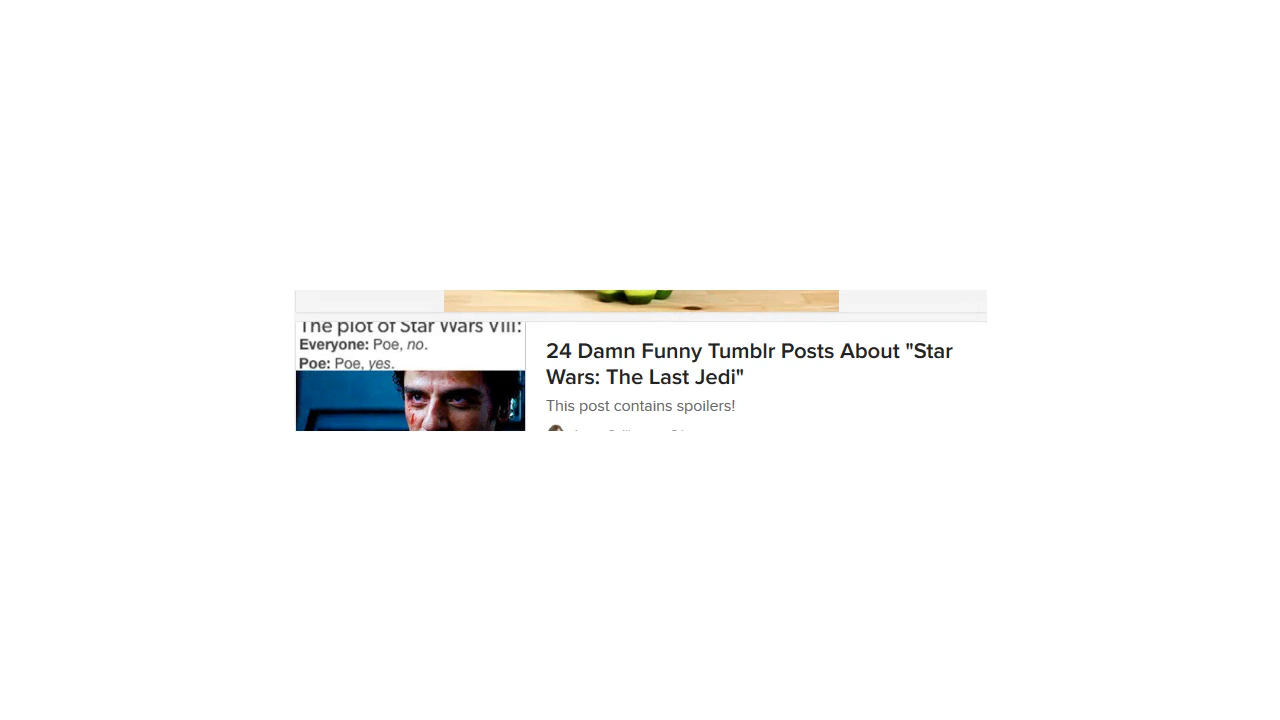 The plot of Star Wars VIII:
Everyone: Poe, no.
Poe: Poe, yes.
24 Damn Funny Tumblr Posts About "Star
Wars: The Last Jedi"
This post contains spoilers!